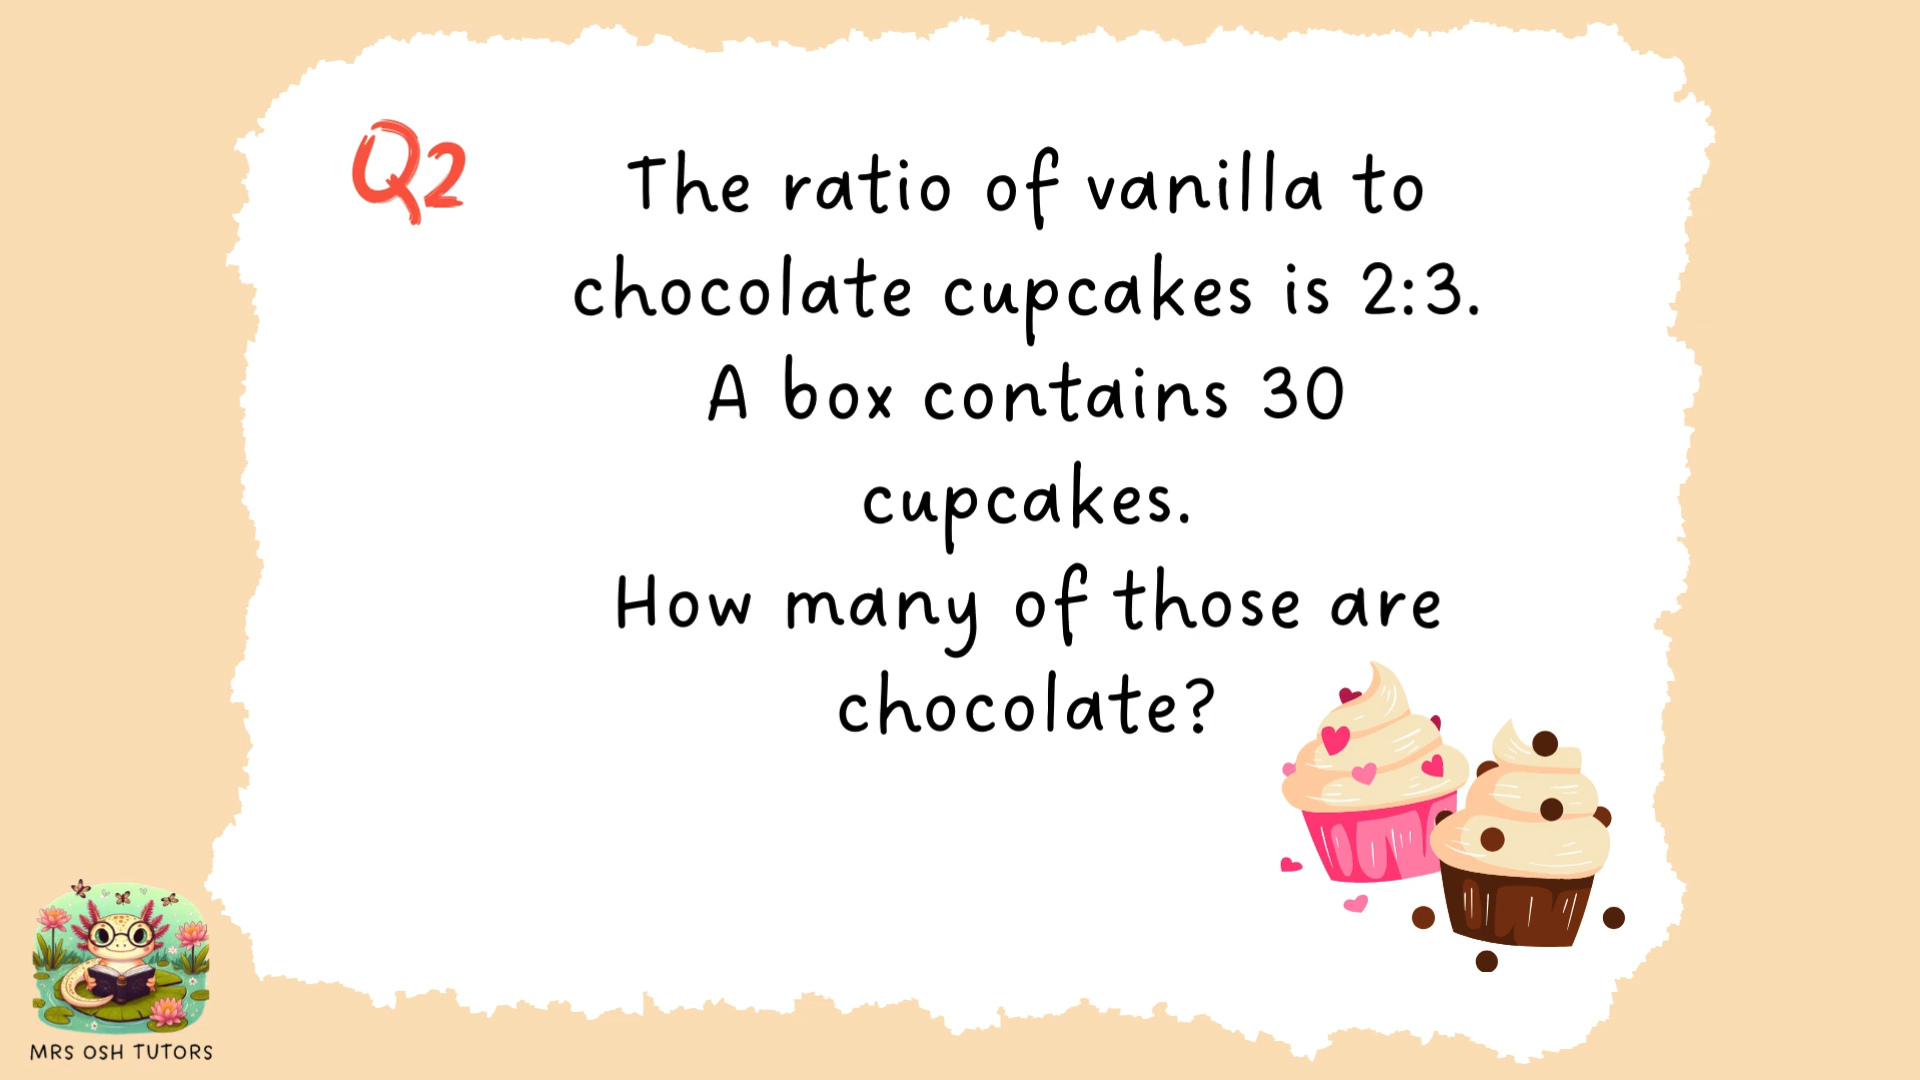 Q2
The ratio of vanilla to
chocolate cupcakes is 2:3.
A box contains 30
cupcakes.
How many of those are
chocolate?
MRS OSH TUTORS